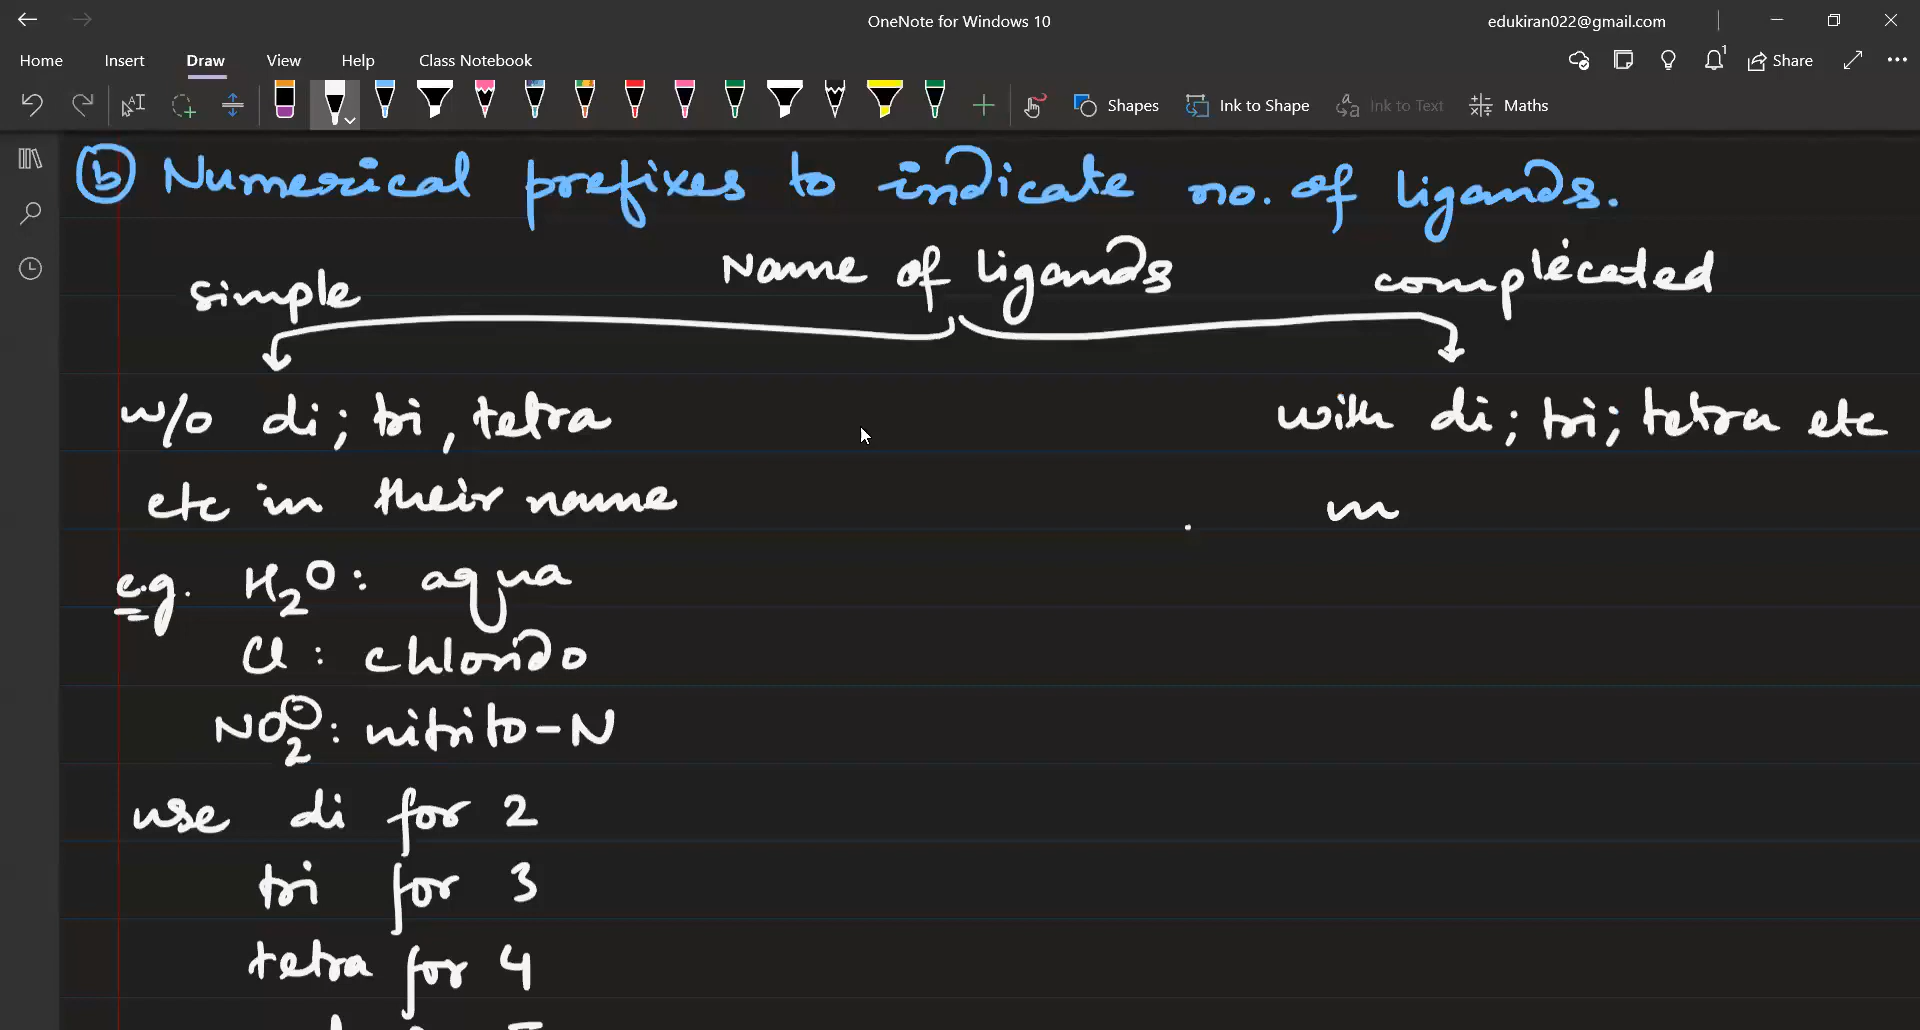 OneNote for Windows 10
edukiran022@gmail.com
Home Insert Draw View Help Class Notebook
1 Share
Shapes Ink to Shape Ink to Text Maths
(b) Numerical prefixes to indicate no. of ligands.
Name of ligands
simple complicated
w/o di; tri, tetra with di; tri; tetra etc
etc in their name in
e.g. H2O : aqua
Cl : chlorido
NO2⊖ : nitrito-N
use di for 2
tri for 3
tetra for 4